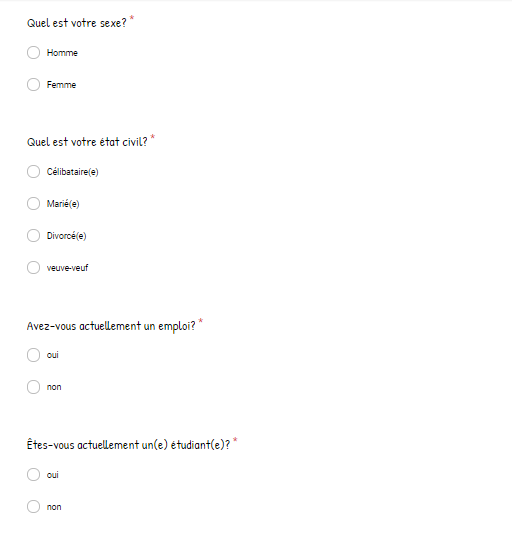 Quel est votre sexe? *
Homme
Femme
Quel est votre état civil? *
Célibataire(e)
Marié(e)
Divorcé(e)
veuve-veuf
Avez-vous actuellement un emploi? *
oui
non
Êtes-vous actuellement un(e) étudiant(e)? *
oui
non